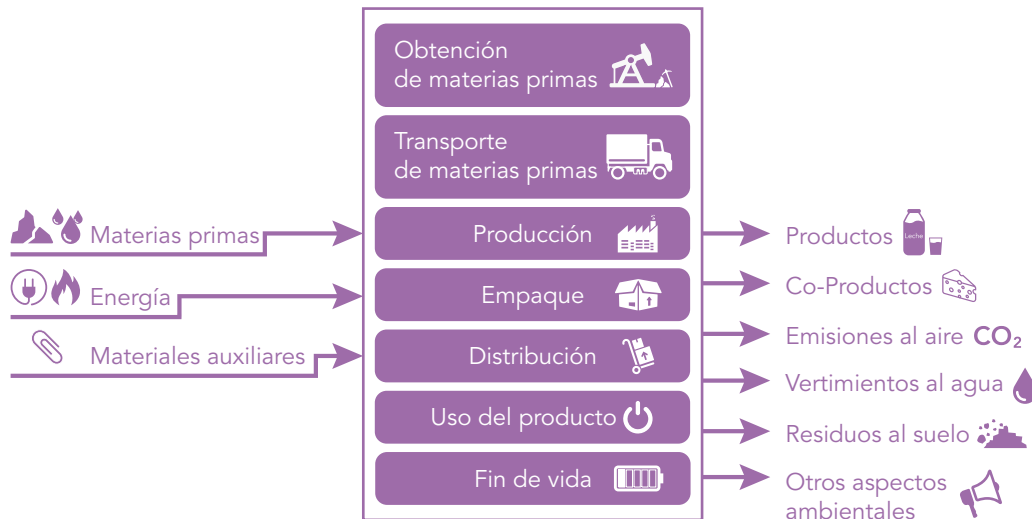 Obtención
de materias primas
Transporte
de materias primas
Materias primas
Energía
Materiales auxiliares
Producción
Empaque
Distribución
Uso del producto
Fin de vida
Productos
Leche
Co-Productos
Emisiones al aire CO₂
Vertimientos al agua
Residuos al suelo
Otros aspectos
ambientales